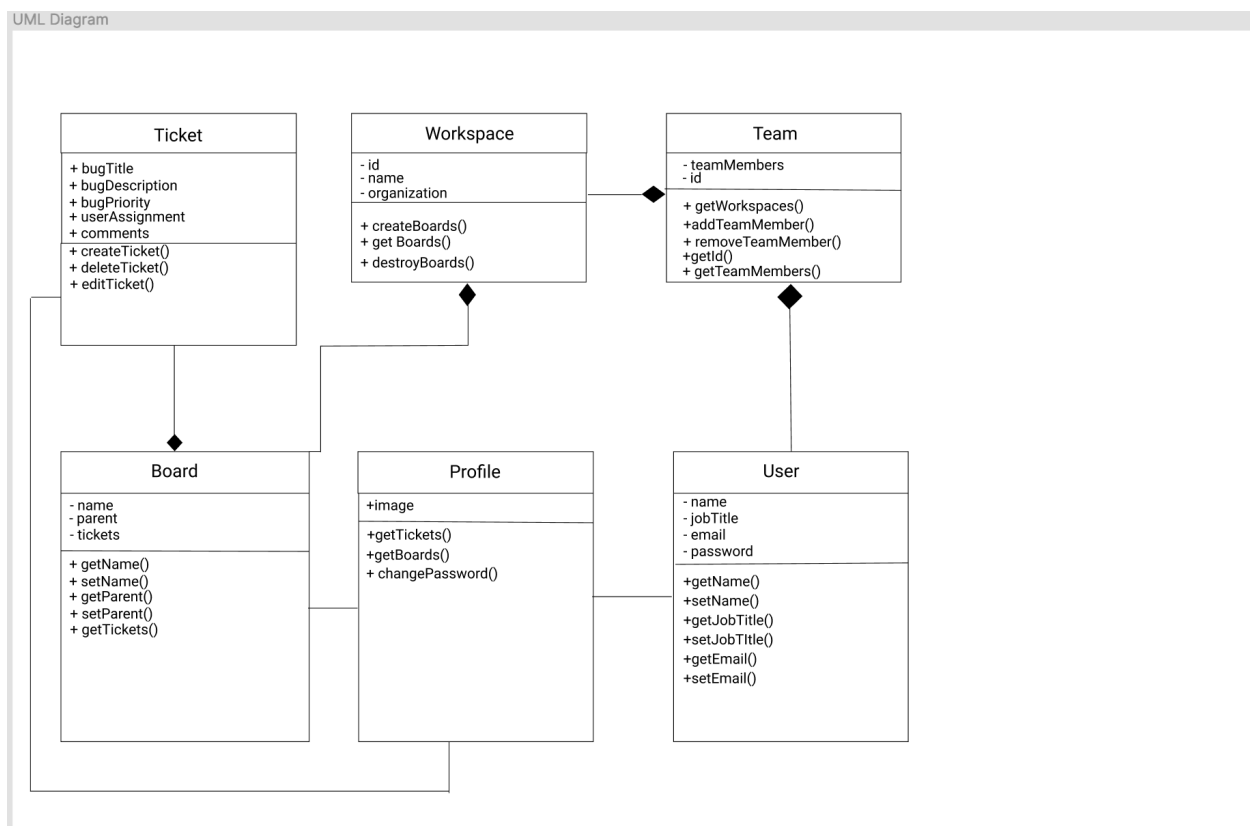 UML Diagram
Ticket
+ bugTitle
+ bugDescription
+ bugPriority
+ userAssignment
+ comments
+ createTicket()
+ deleteTicket()
+ editTicket()
Workspace
- id
- name
- organization
+ createBoards()
+ get Boards()
+ destroyBoards()
Team
- teamMembers
- id
+ getWorkspaces()
+addTeamMember()
+ removeTeamMember()
+getId()
+ getTeamMembers()
Board
- name
- parent
- tickets
+ getName()
+ setName()
+ getParent()
+ setParent()
+ getTickets()
Profile
+image
+getTickets()
+getBoards()
+ changePassword()
User
- name
- jobTitle
- email
- password
+getName()
+setName()
+getJobTitle()
+setJobTItle()
+getEmail()
+setEmail()